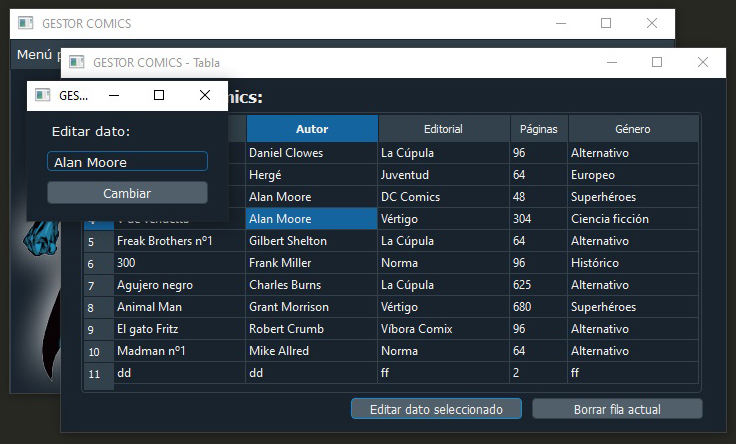 GESTOR COMICS
Menú p
GESTOR COMICS - Tabla
GES...
mics:
Editar dato:
Alan Moore
Cambiar
Autor Editorial Páginas Género
Daniel Clowes La Cúpula 96 Alternativo
Hergé Juventud 64 Europeo
Alan Moore DC Comics 48 Superhéroes
4 V de Vendetta Alan Moore Vértigo 304 Ciencia ficción
5 Freak Brothers nº1 Gilbert Shelton La Cúpula 64 Alternativo
6 300 Frank Miller Norma 96 Histórico
7 Agujero negro Charles Burns La Cúpula 625 Alternativo
8 Animal Man Grant Morrison Vértigo 680 Superhéroes
9 El gato Fritz Robert Crumb Víbora Comix 96 Alternativo
10 Madman nº1 Mike Allred Norma 64 Alternativo
11 dd dd ff 2 ff
Editar dato seleccionado Borrar fila actual